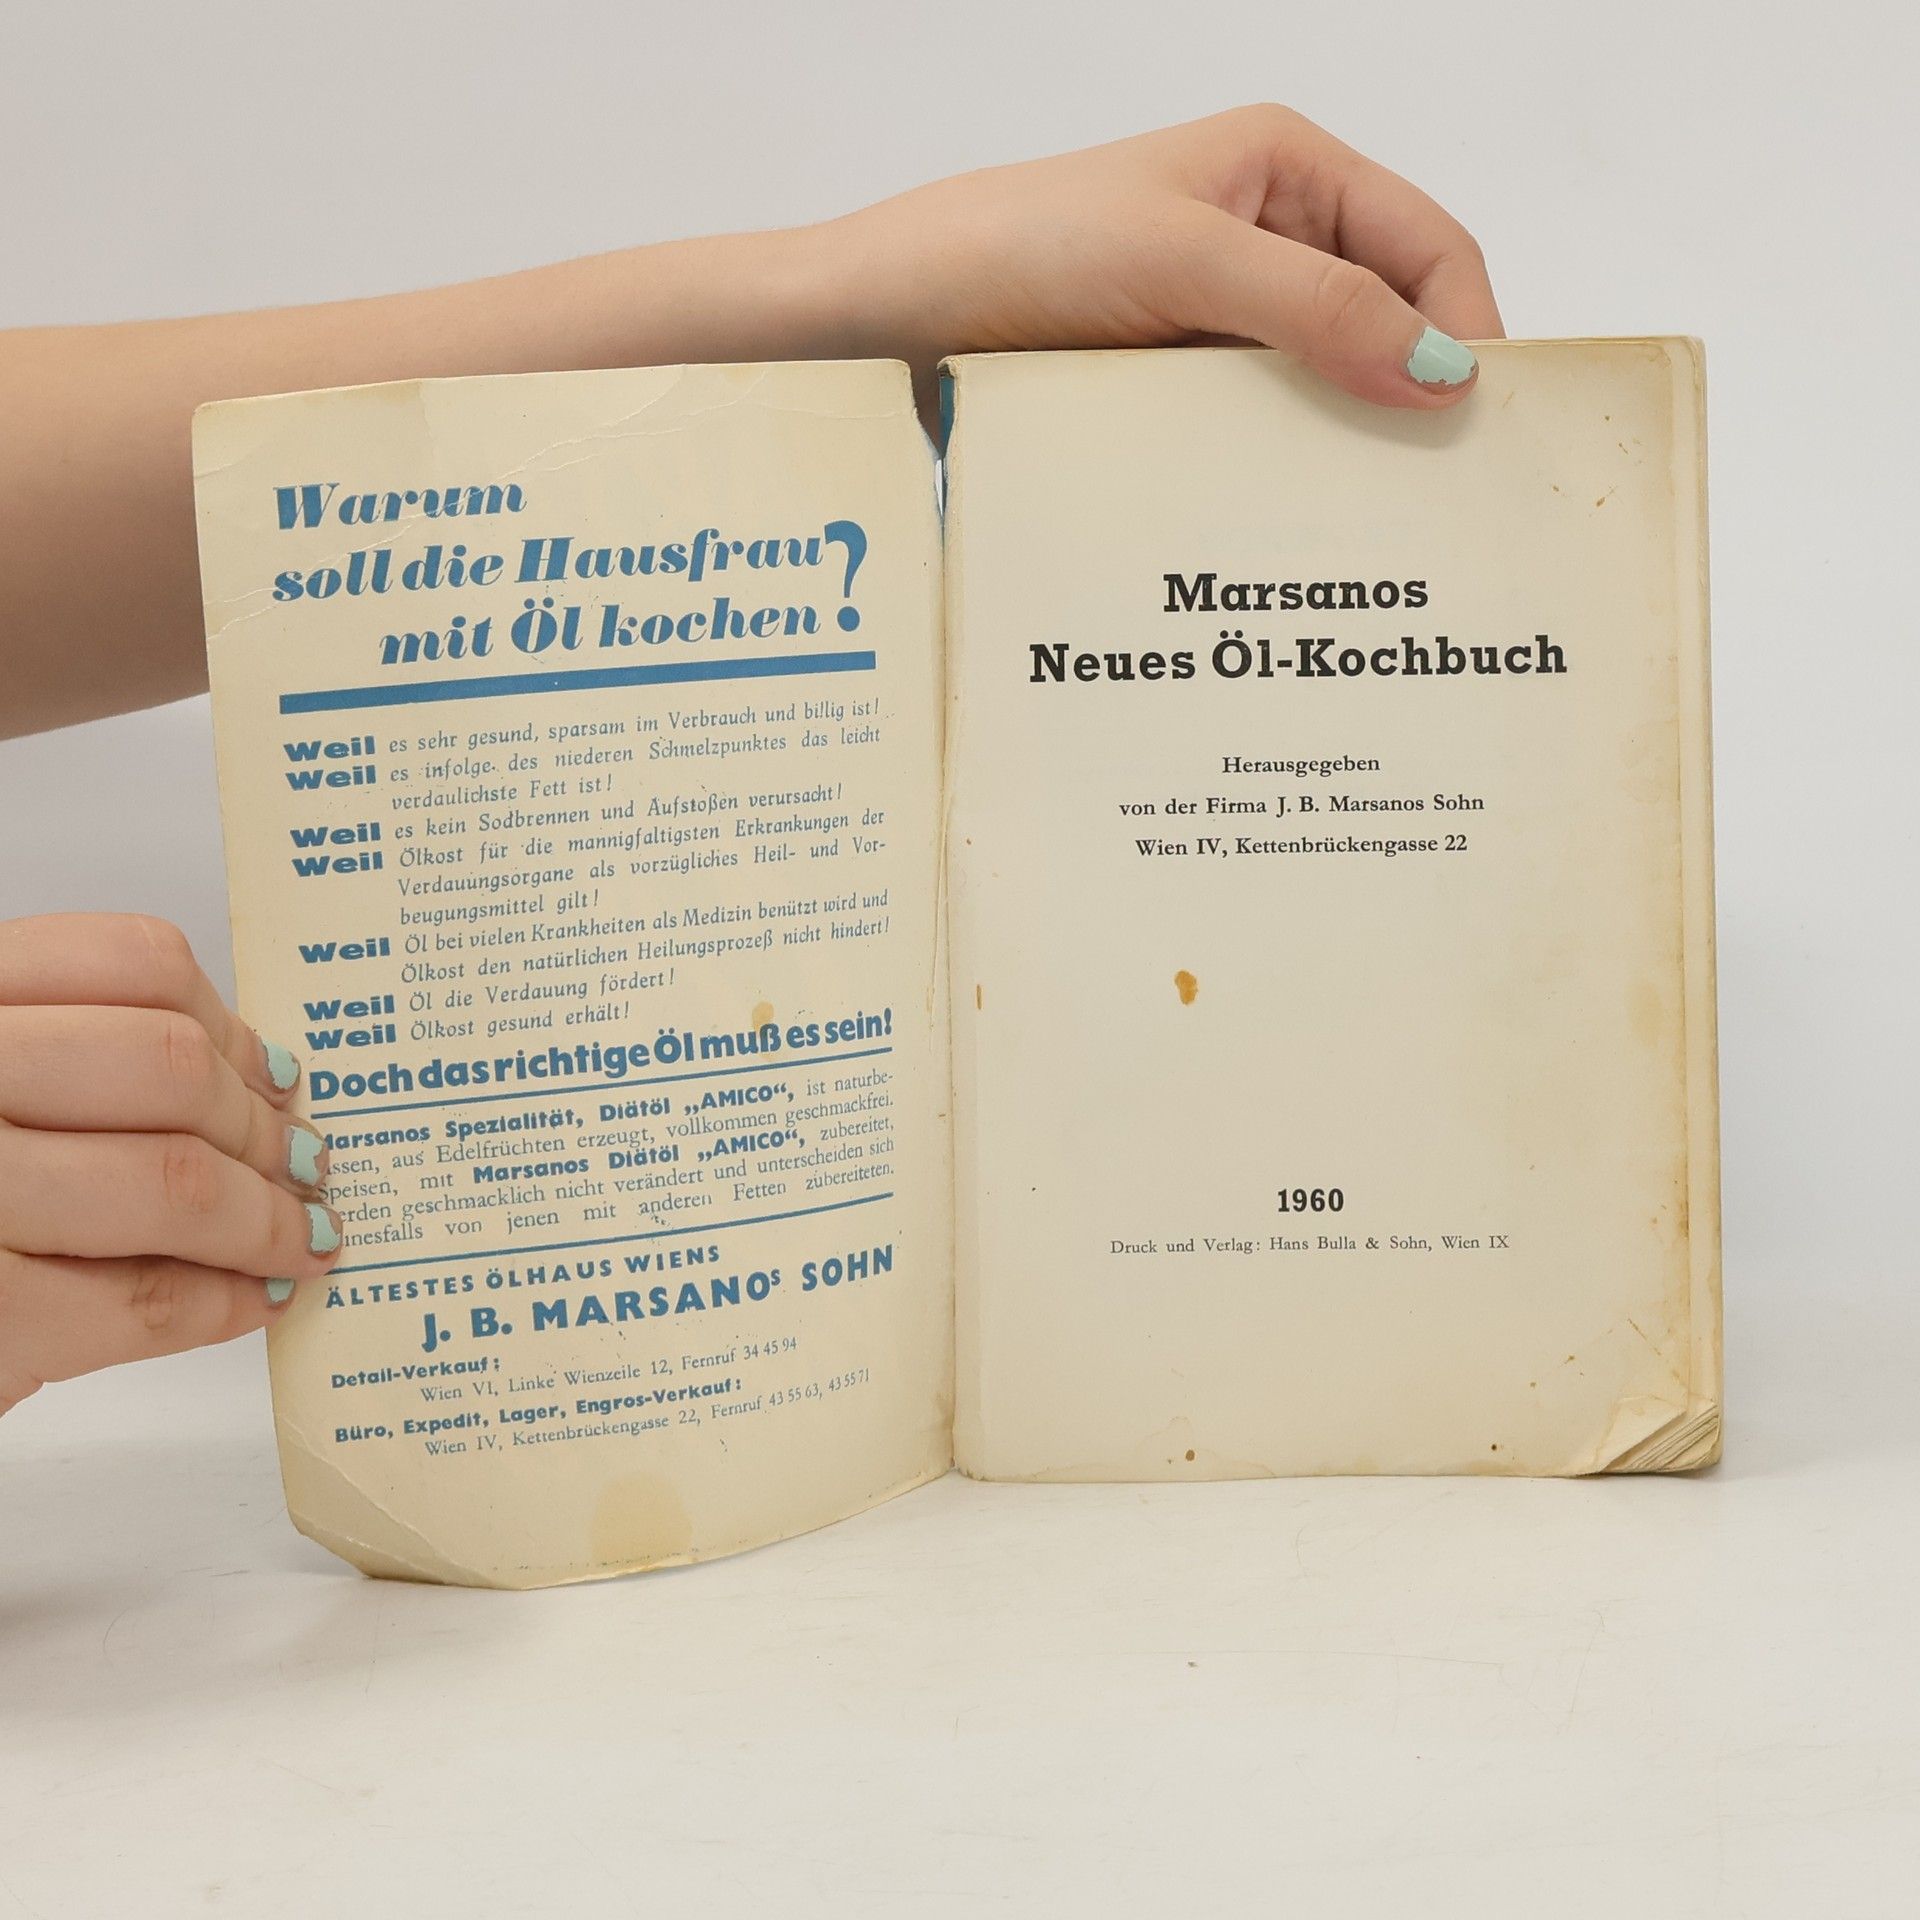 Warum
soll die Hausfrau
mit Öl kochen?
Weil es sehr gesund, sparsam im Verbrauch und billig ist!
Weil es infolge des niederen Schmelzpunktes das leicht
verdaulichste Fett ist!
Weil es kein Sodbrennen und Aufstoßen verursacht!
Weil Ölkost für die mannigfaltigsten Erkrankungen der
Verdauungsorgane als vorzügliches Heil- und Vor-
beugungsmittel gilt!
Weil Öl bei vielen Krankheiten als Medizin benützt wird und
Ölkost den natürlichen Heilungsprozeß nicht hindert!
Weil Öl die Verdauung fördert!
Weil Ölkost gesund erhält!
Doch das richtige Öl muß es sein!
Marsanos Spezialität, Diätöl „AMICO“, ist naturbe-
ssen, aus Edelfrüchten erzeugt, vollkommen geschmackfrei.
Speisen, mit Marsanos Diätöl „AMICO“, zubereitet,
erden geschmacklich nicht verändert und unterscheiden sich
inesfalls von jenen mit anderen Fetten zubereiteten.
ÄLTESTES ÖLHAUS WIENS
J. B. MARSANOs SOHN
Detail-Verkauf:
Wien VI, Linke Wienzeile 12, Fernruf 34 45 94
Büro, Expedit, Lager, Engros-Verkauf:
Wien IV, Kettenbrückengasse 22, Fernruf 43 55 63, 43 55 71
Marsanos
Neues Öl-Kochbuch
Herausgegeben
von der Firma J. B. Marsanos Sohn
Wien IV, Kettenbrückengasse 22
1960
Druck und Verlag: Hans Bulla & Sohn, Wien IX